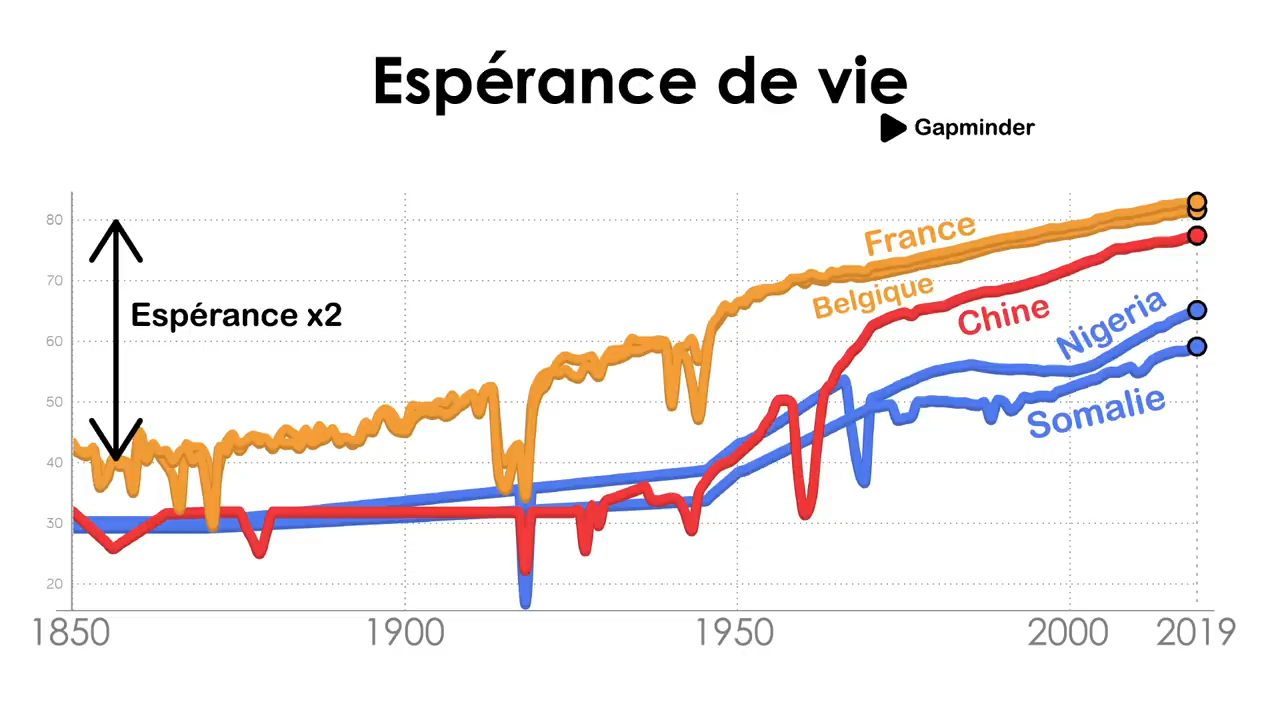 Espérance de vie
Gapminder
80
70
60
50
40
30
20
Espérance x2
France
Belgique
Chine
Nigeria
Somalie
1850 1900 1950 2000 2019